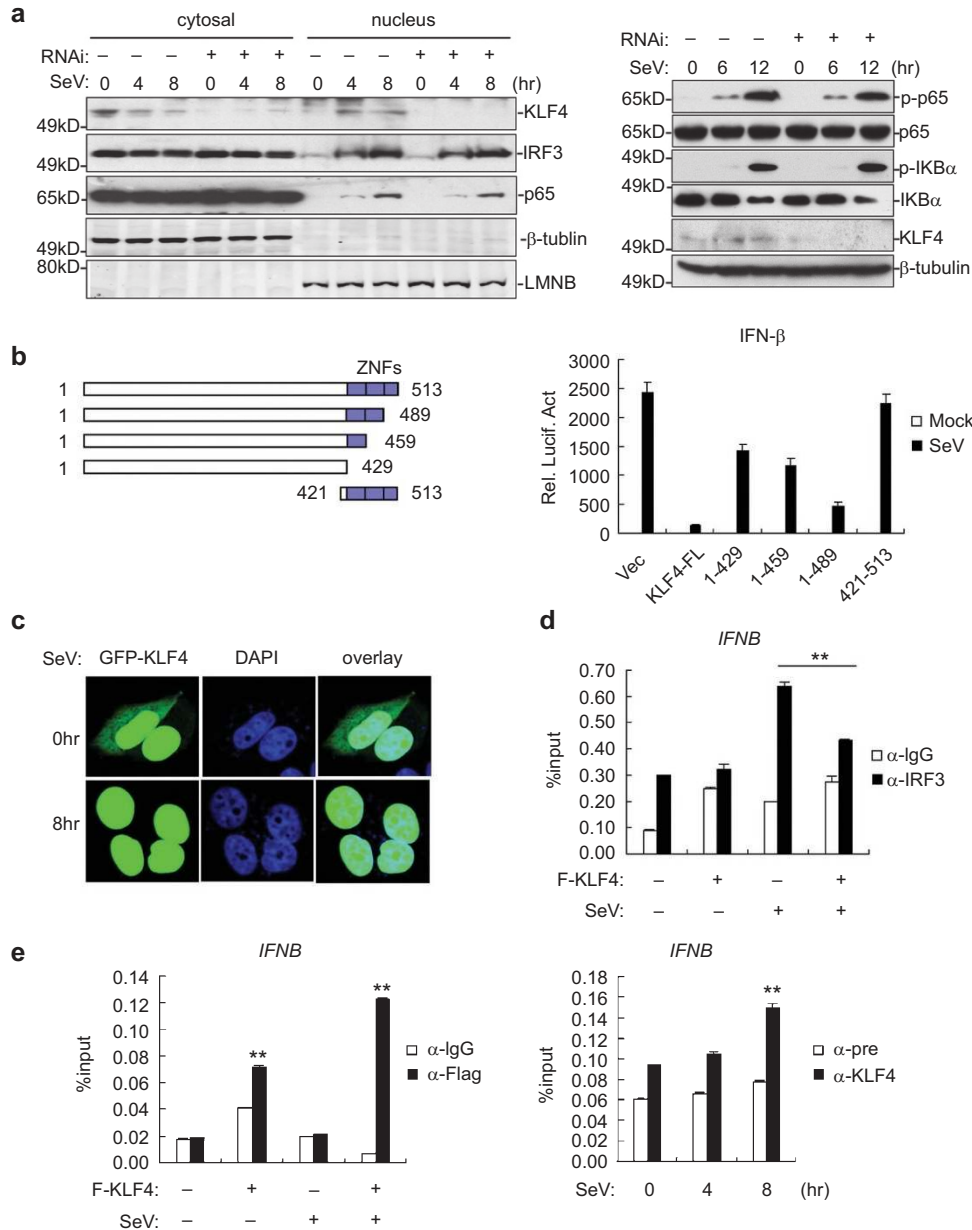 a
cytosal nucleus
RNAi: – – – + + + – – – + + +
SeV: 0 4 8 0 4 8 0 4 8 0 4 8 (hr)
49kD -KLF4
49kD -IRF3
65kD -p65
49kD -β-tublin
80kD -LMNB
RNAi: – – – + + +
SeV: 0 6 12 0 6 12 (hr)
65kD -p-p65
65kD p65
49kD -p-IKBα
49kD -IKBα
49kD -KLF4
49kD -β-tubulin
b
ZNFs
1 513
1 489
1 459
1 429
421 513
IFN-β
Rel. Lucif. Act
3000
2500
2000
1500
1000
500
0
Vec KLF4-FL 1-429 1-459 1-489 421-513
Mock
SeV
c
SeV: GFP-KLF4 DAPI overlay
0hr
8hr
d
IFNB
%input
0.70
0.60
0.50
0.40
0.30
0.20
0.10
0.00
**
α-IgG
α-IRF3
F-KLF4: – + – +
SeV: – – + +
e
IFNB
%input
0.14
0.12
0.10
0.08
0.06
0.04
0.02
0.00
** **
α-IgG
α-Flag
F-KLF4: – + – +
SeV: – – + +
IFNB
%input
0.18
0.16
0.14
0.12
0.10
0.08
0.06
0.04
0.02
0.00
**
α-pre
α-KLF4
SeV: 0 4 8 (hr)